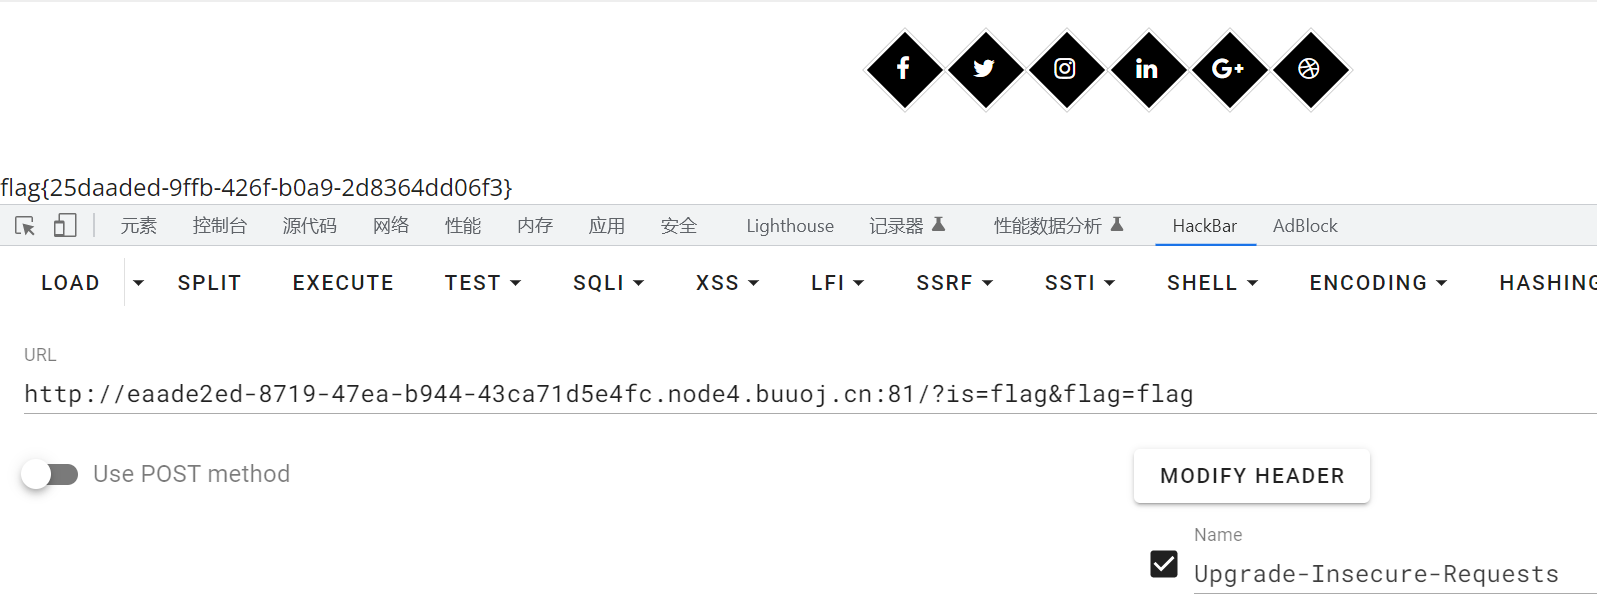 flag{25daaded-9ffb-426f-b0a9-2d8364dd06f3}
元素 控制台 源代码 网络 性能 内存 应用 安全 Lighthouse 记录器 性能数据分析 HackBar AdBlock
LOAD SPLIT EXECUTE TEST SQLI XSS LFI SSRF SSTI SHELL ENCODING HASHING
URL
http://eaade2ed-8719-47ea-b944-43ca71d5e4fc.node4.buuoj.cn:81/?is=flag&flag=flag
Use POST method
MODIFY HEADER
Name
Upgrade-Insecure-Requests